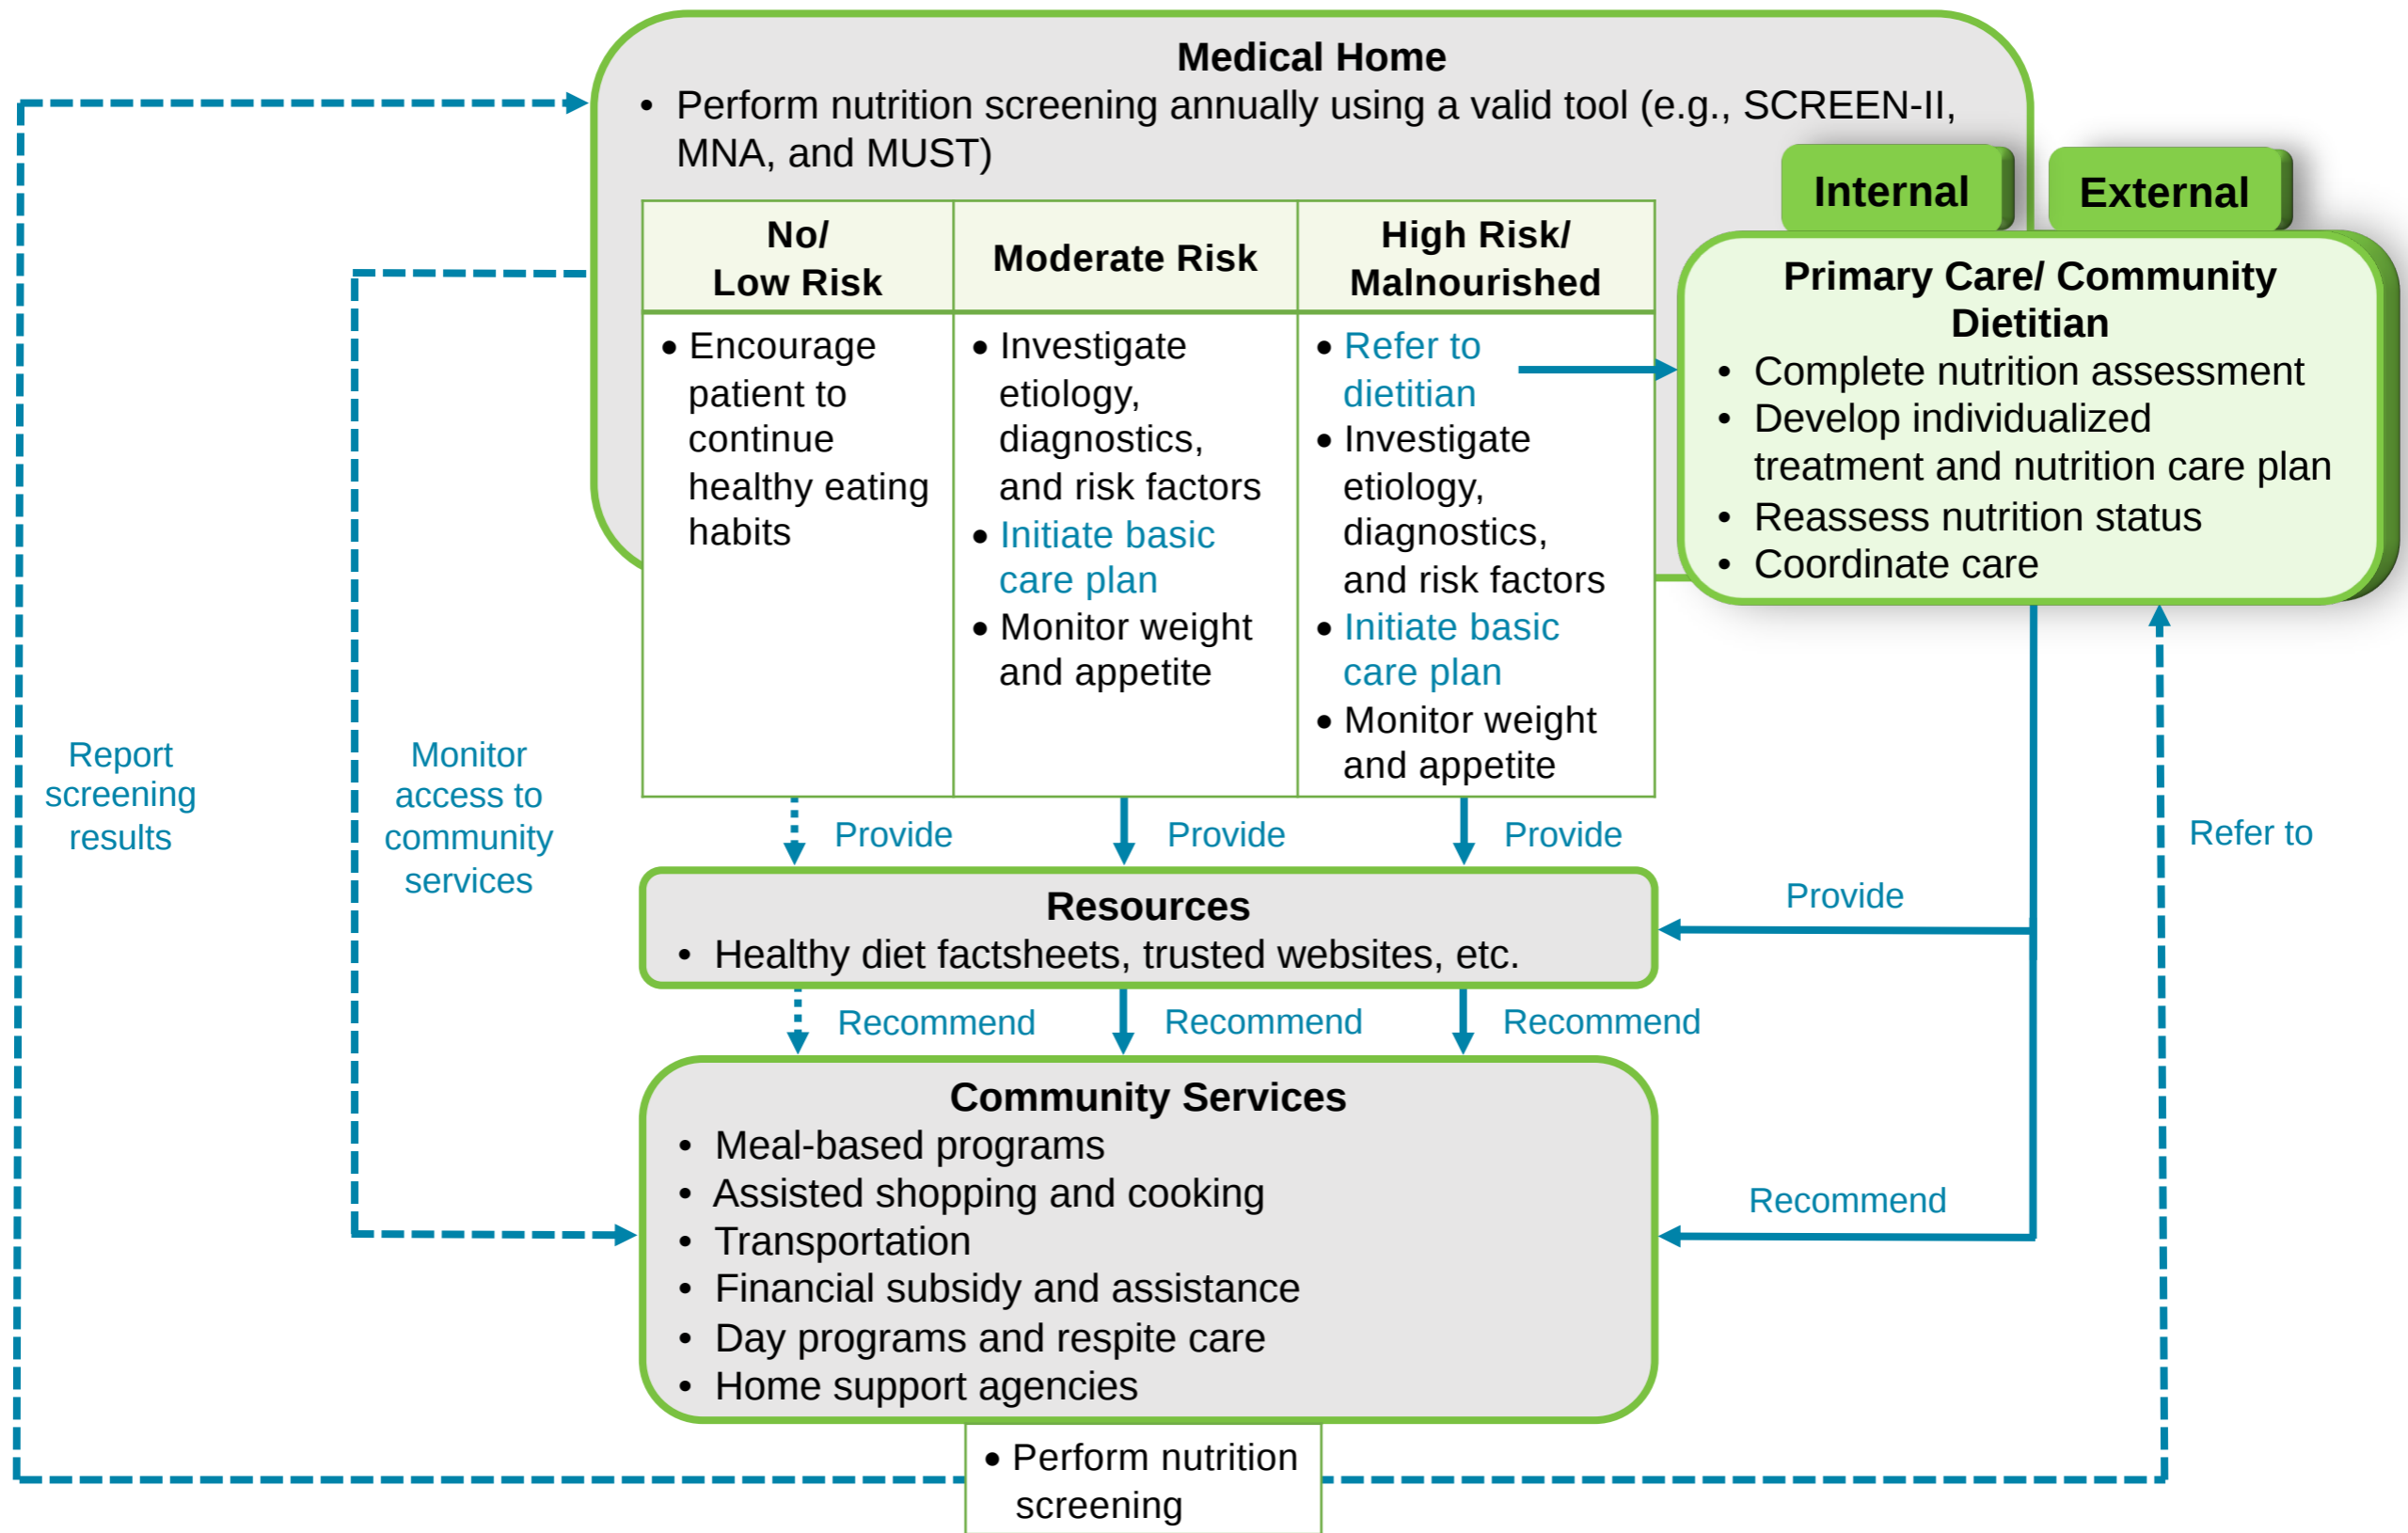 Medical Home
• Perform nutrition screening annually using a valid tool (e.g., SCREEN-II,
MNA, and MUST)
Internal
External
No/
Low Risk
Moderate Risk
High Risk/
Malnourished
• Encourage
patient to
continue
healthy eating
habits
• Investigate
etiology,
diagnostics,
and risk factors
• Initiate basic
care plan
• Monitor weight
and appetite
• Refer to
dietitian
• Investigate
etiology,
diagnostics,
and risk factors
• Initiate basic
care plan
• Monitor weight
and appetite
Primary Care/ Community
Dietitian
• Complete nutrition assessment
• Develop individualized
treatment and nutrition care plan
• Reassess nutrition status
• Coordinate care
Report
screening
results
Monitor
access to
community
services
Provide
Provide
Provide
Refer to
Resources
• Healthy diet factsheets, trusted websites, etc.
Provide
Recommend
Recommend
Recommend
Community Services
• Meal-based programs
• Assisted shopping and cooking
• Transportation
• Financial subsidy and assistance
• Day programs and respite care
• Home support agencies
Recommend
• Perform nutrition
screening